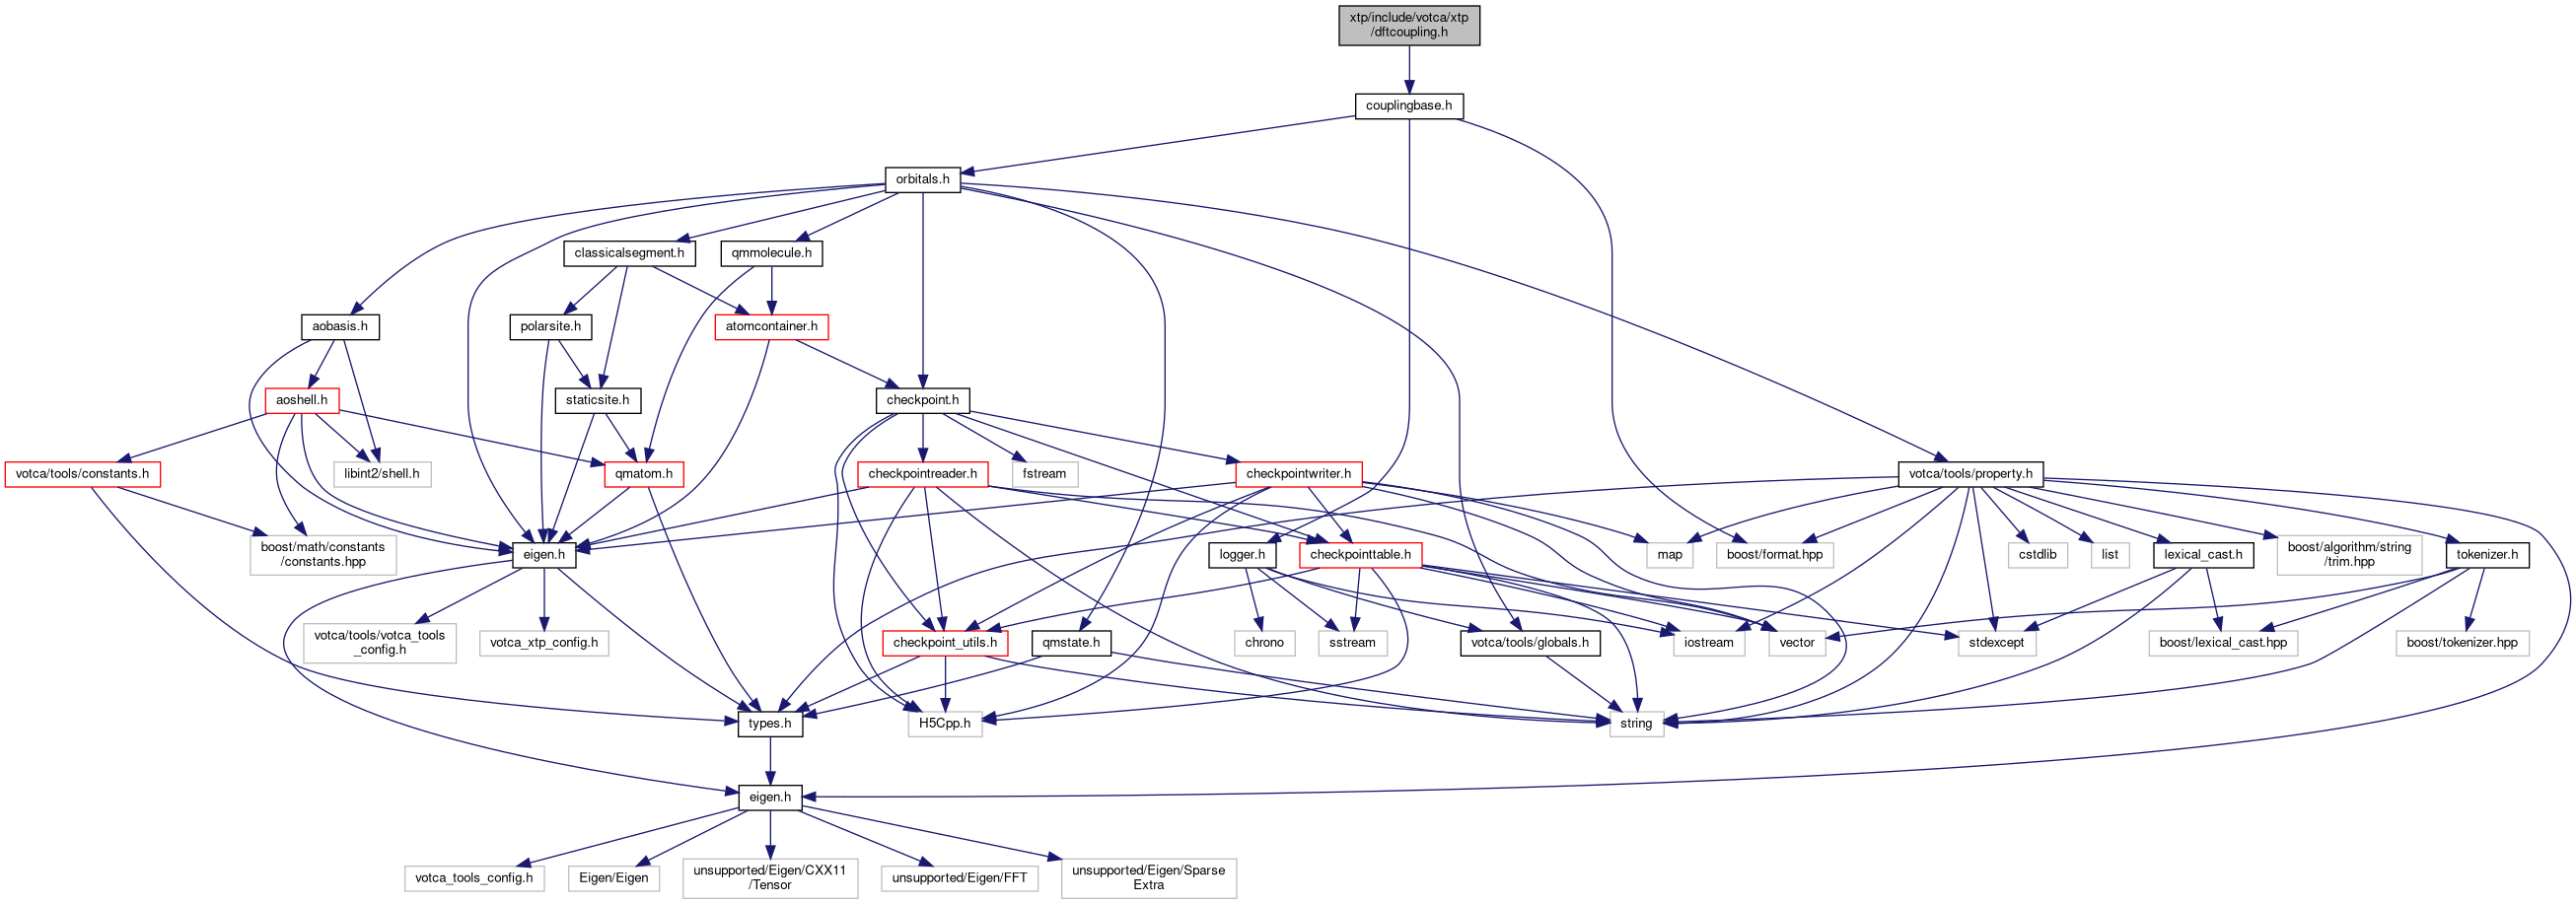 xtp/include/votca/xtp
/dftcoupling.h
couplingbase.h
orbitals.h
classicalsegment.h
qmmolecule.h
aobasis.h
polarsite.h
atomcontainer.h
aoshell.h
staticsite.h
checkpoint.h
votca/tools/constants.h
libint2/shell.h
qmatom.h
checkpointreader.h
fstream
checkpointwriter.h
votca/tools/property.h
boost/math/constants
/constants.hpp
eigen.h
logger.h
checkpointtable.h
map
boost/format.hpp
cstdlib
list
lexical_cast.h
boost/algorithm/string
/trim.hpp
tokenizer.h
votca/tools/votca_tools
_config.h
votca_xtp_config.h
checkpoint_utils.h
qmstate.h
chrono
sstream
votca/tools/globals.h
iostream
vector
stdexcept
boost/lexical_cast.hpp
boost/tokenizer.hpp
types.h
H5Cpp.h
string
eigen.h
votca_tools_config.h
Eigen/Eigen
unsupported/Eigen/CXX11
/Tensor
unsupported/Eigen/FFT
unsupported/Eigen/Sparse
Extra